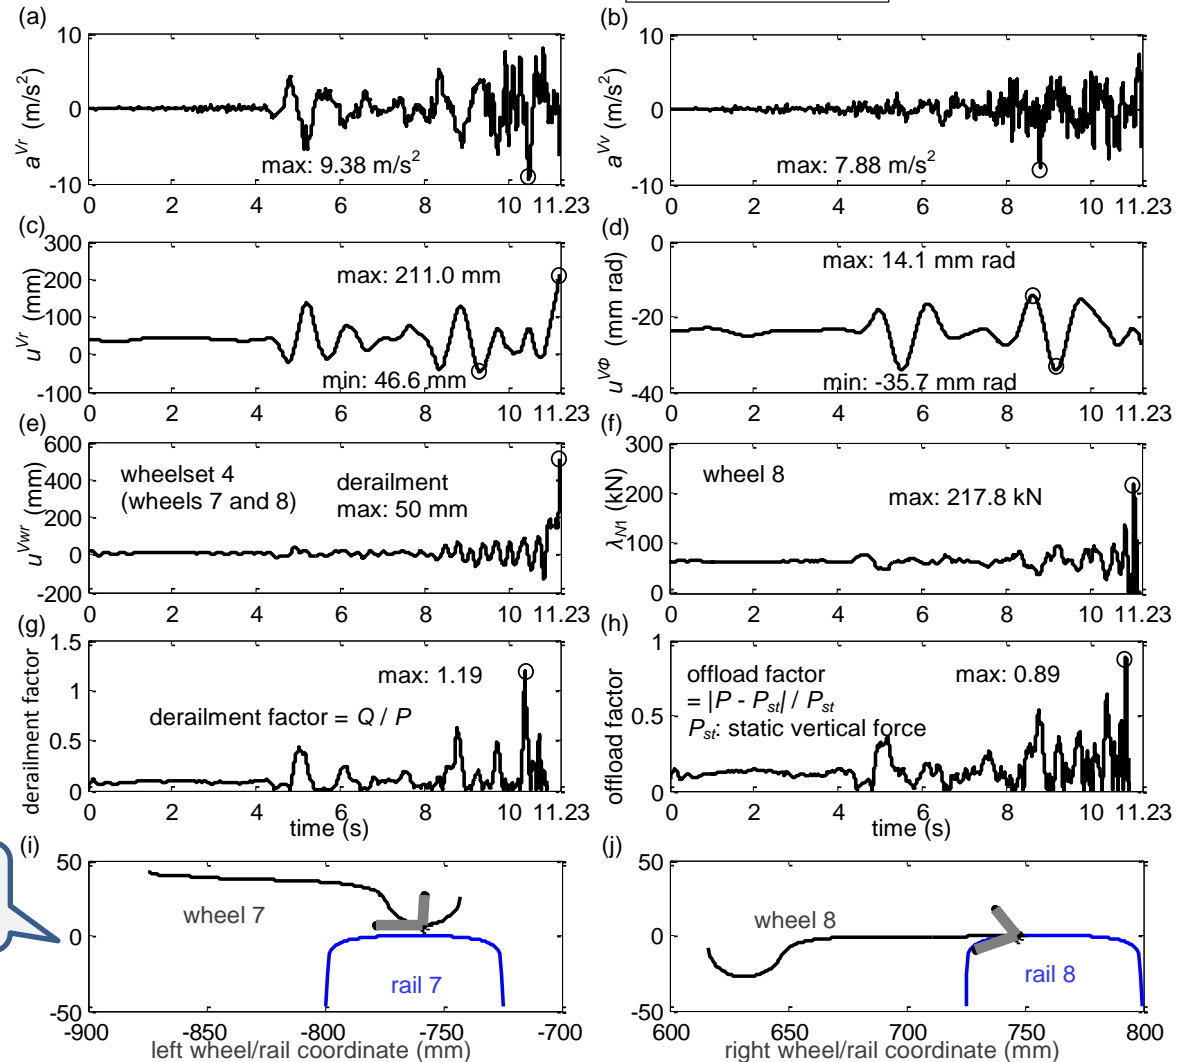 (a)
10
0
-10
a^Vr (m/s²)
max: 9.38 m/s²
0 2 4 6 8 10 11.23
(b)
10
0
-10
a^Vv (m/s²)
max: 7.88 m/s²
0 2 4 6 8 10 11.23
(c)
300
200
100
0
-100
u^Vr (mm)
max: 211.0 mm
min: 46.6 mm
0 2 4 6 8 10 11.23
(d)
0
-20
-40
u^VΦ (mm rad)
max: 14.1 mm rad
min: -35.7 mm rad
0 2 4 6 8 10 11.23
(e)
600
400
200
0
-200
u^Vwr (mm)
wheelset 4
(wheels 7 and 8)
derailment
max: 50 mm
0 2 4 6 8 10 11.23
(f)
300
200
100
0
λ_N1 (kN)
wheel 8
max: 217.8 kN
0 2 4 6 8 10 11.23
(g)
1.5
1
0.5
0
derailment factor
max: 1.19
derailment factor = Q / P
0 2 4 6 8 10 11.23
time (s)
(h)
1
0.5
0
offload factor
offload factor
= |P - P_st| / P_st
P_st: static vertical force
max: 0.89
0 2 4 6 8 10 11.23
time (s)
(i)
50
0
-50
wheel 7
rail 7
-900 -850 -800 -750 -700
left wheel/rail coordinate (mm)
(j)
50
0
-50
wheel 8
rail 8
600 650 700 750 800
right wheel/rail coordinate (mm)